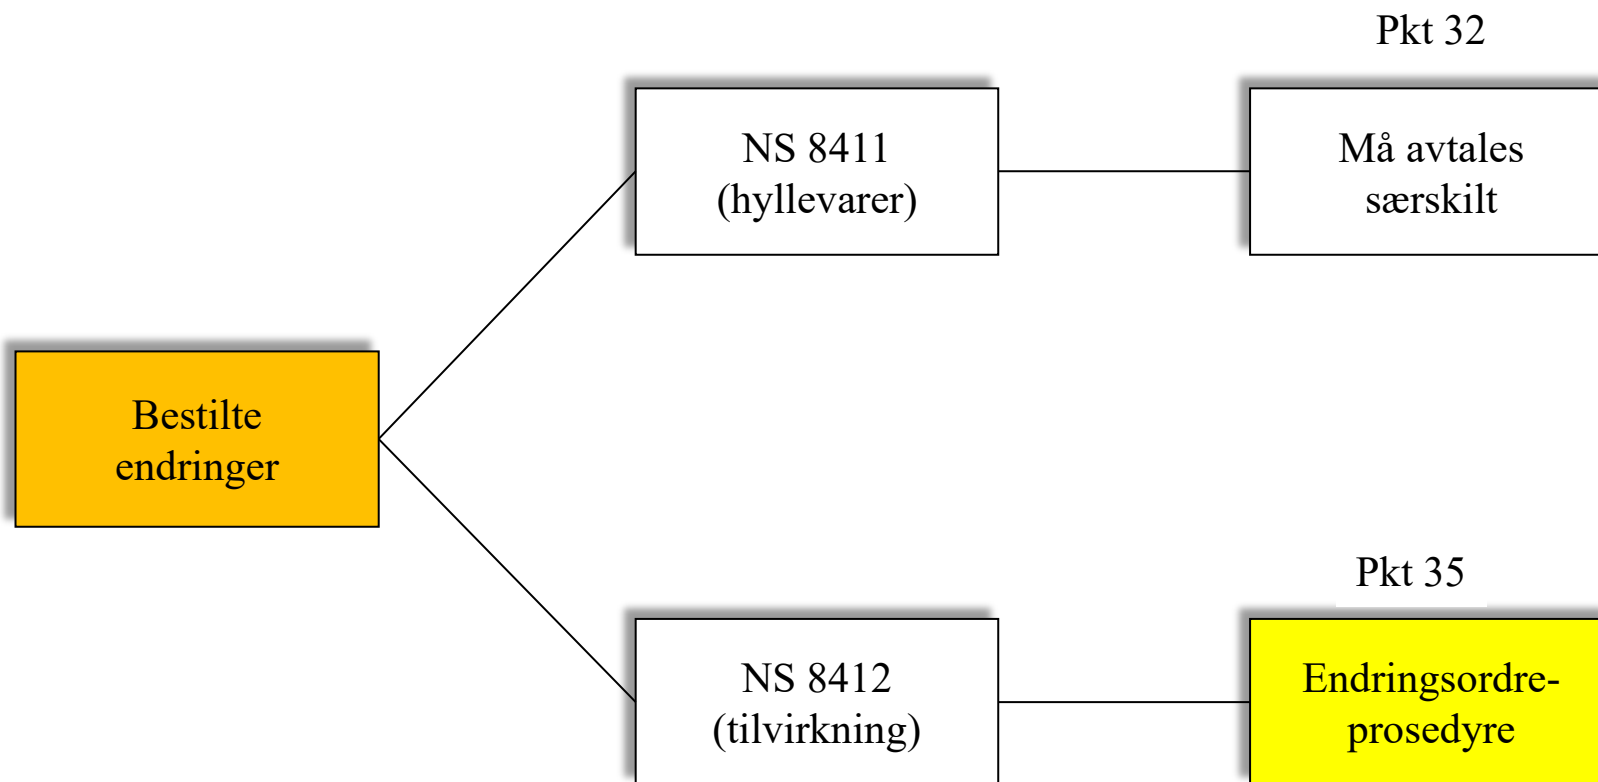 Pkt 32
NS 8411
(hyllevarer)
Må avtales
særskilt
Bestilte
endringer
Pkt 35
NS 8412
(tilvirkning)
Endringsordre-
prosedyre